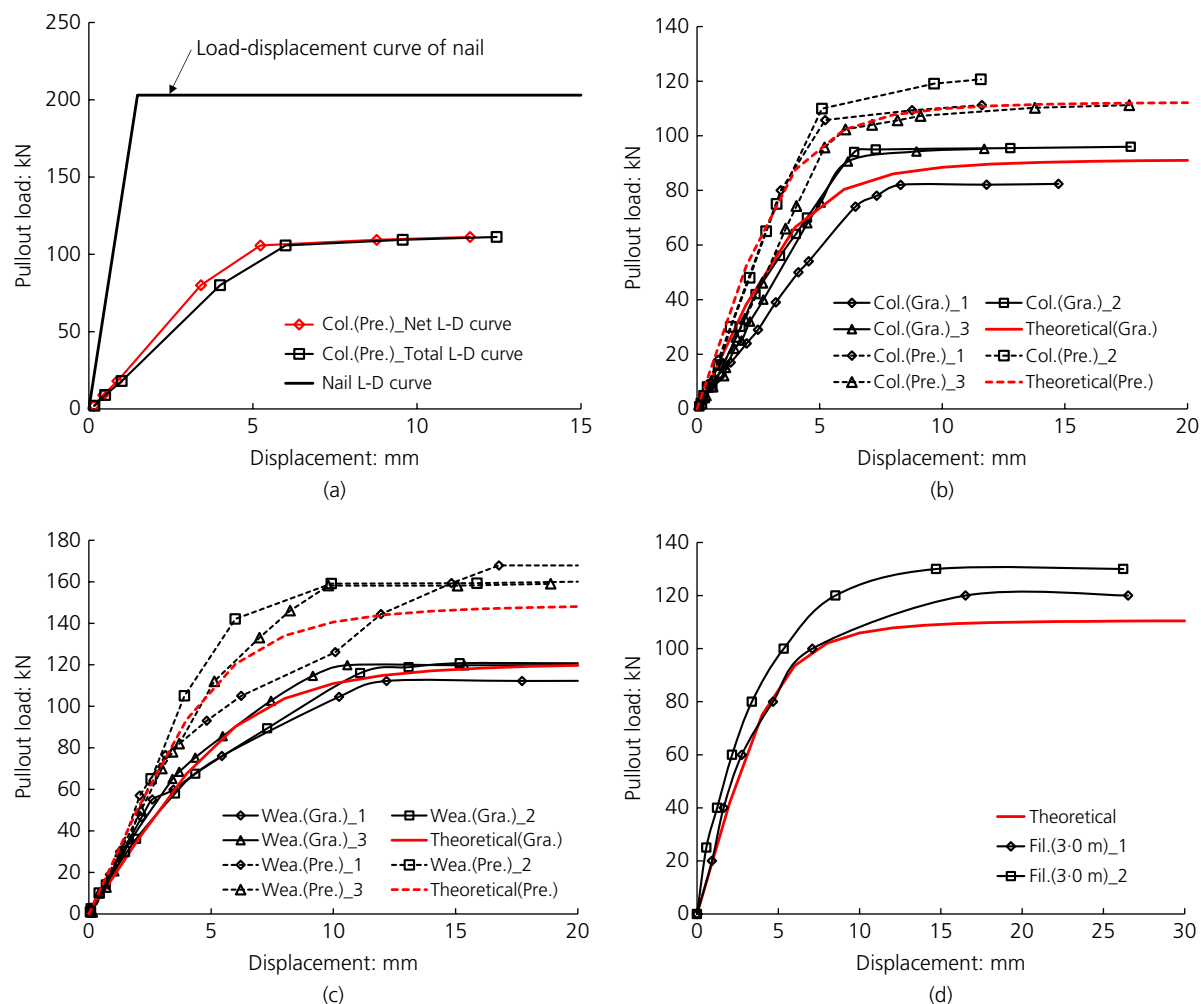 250
200
150
100
50
0
Pullout load: kN
Load-displacement curve of nail
Col.(Pre.)_Net L-D curve
Col.(Pre.)_Total L-D curve
Nail L-D curve
0 5 10 15
Displacement: mm
(a)
140
120
100
80
60
40
20
0
Pullout load: kN
Col.(Gra.)_1 Col.(Gra.)_2
Col.(Gra.)_3 Theoretical(Gra.)
Col.(Pre.)_1 Col.(Pre.)_2
Col.(Pre.)_3 Theoretical(Pre.)
0 5 10 15 20
Displacement: mm
(b)
180
160
140
120
100
80
60
40
20
0
Pullout load: kN
Wea.(Gra.)_1 Wea.(Gra.)_2
Wea.(Gra.)_3 Theoretical(Gra.)
Wea.(Pre.)_1 Wea.(Pre.)_2
Wea.(Pre.)_3 Theoretical(Pre.)
0 5 10 15 20
Displacement: mm
(c)
140
120
100
80
60
40
20
0
Pullout load: kN
Theoretical
Fil.(3·0 m)_1
Fil.(3·0 m)_2
0 5 10 15 20 25 30
Displacement: mm
(d)